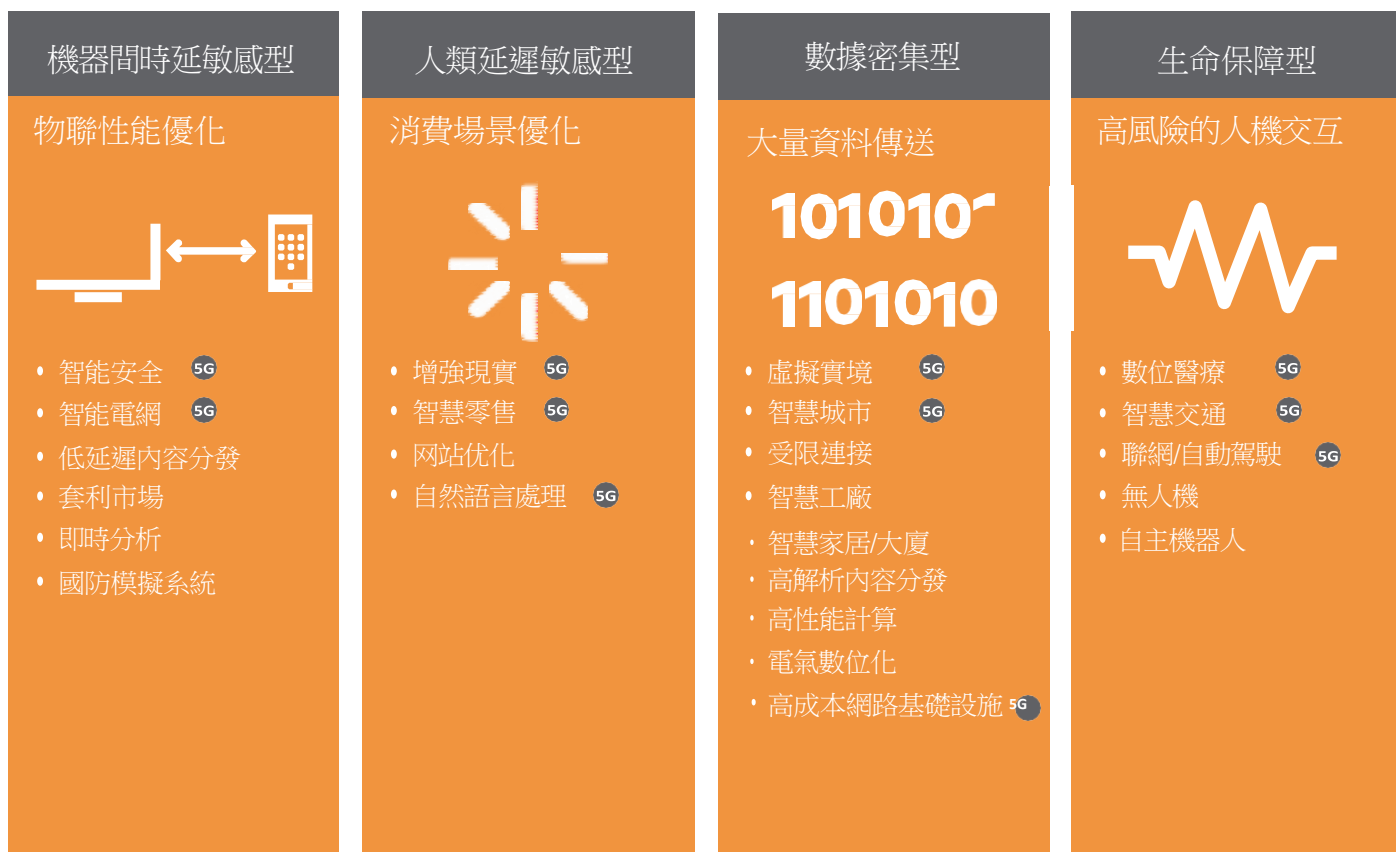 機器間時延敏感型
物聯性能優化
• 智能安全 5G
• 智能電網 5G
• 低延遲內容分發
• 套利市場
• 即時分析
• 國防模擬系統
人類延遲敏感型
消費場景優化
• 增強現實 5G
• 智慧零售 5G
• 网站优化
• 自然語言處理 5G
數據密集型
大量資料傳送
1010101
1101010
• 虛擬實境 5G
• 智慧城市 5G
• 受限連接
• 智慧工廠
• 智慧家居/大廈
• 高解析內容分發
• 高性能計算
• 電氣數位化
• 高成本網路基礎設施 5G
生命保障型
高風險的人機交互
• 數位醫療 5G
• 智慧交通 5G
• 聯網/自動駕駛 5G
• 無人機
• 自主機器人